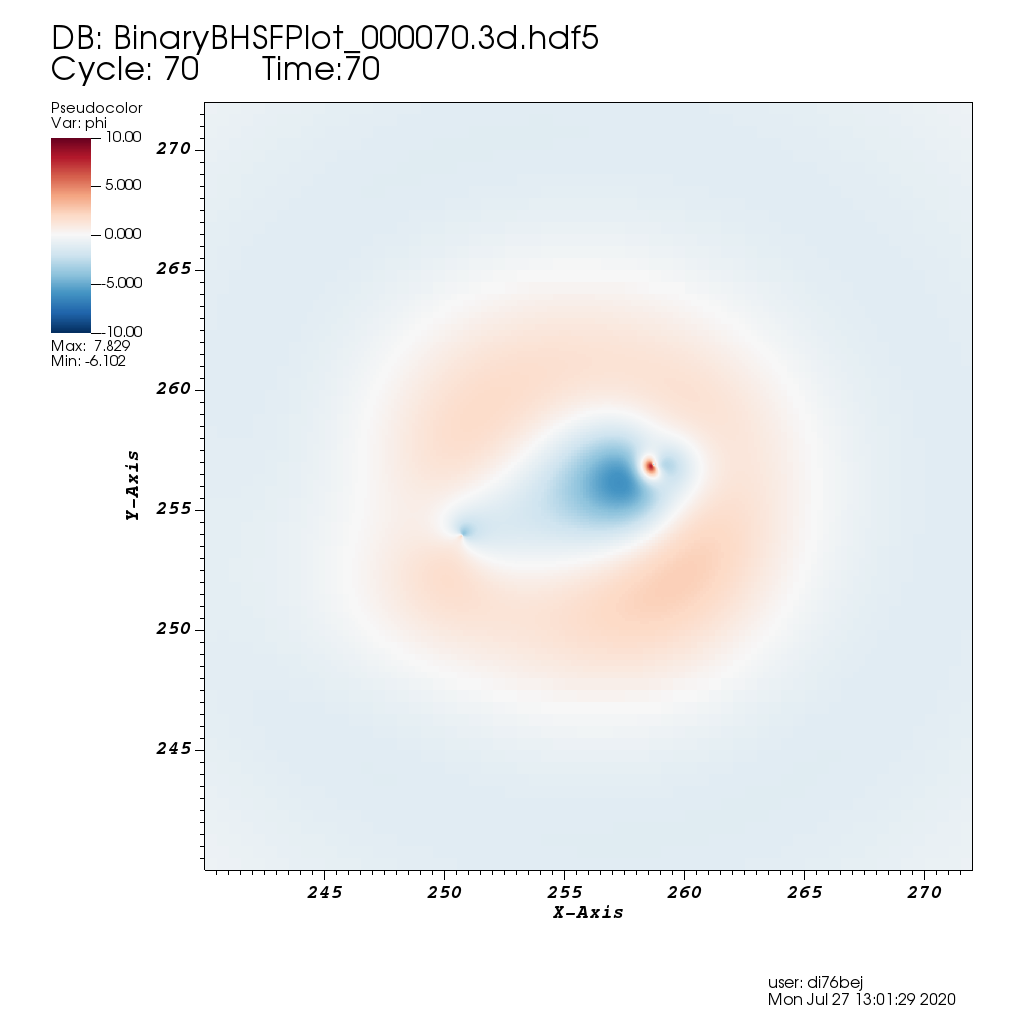 DB: BinaryBHSFPlot_000070.3d.hdf5
Cycle: 70 Time:70
Pseudocolor
Var: phi
10.00
5.000
0.000
-5.000
-10.00
Max: 7.829
Min: -6.102
270
265
260
255
250
245
Y-Axis
245 250 255 260 265 270
X-Axis
user: di76bej
Mon Jul 27 13:01:29 2020